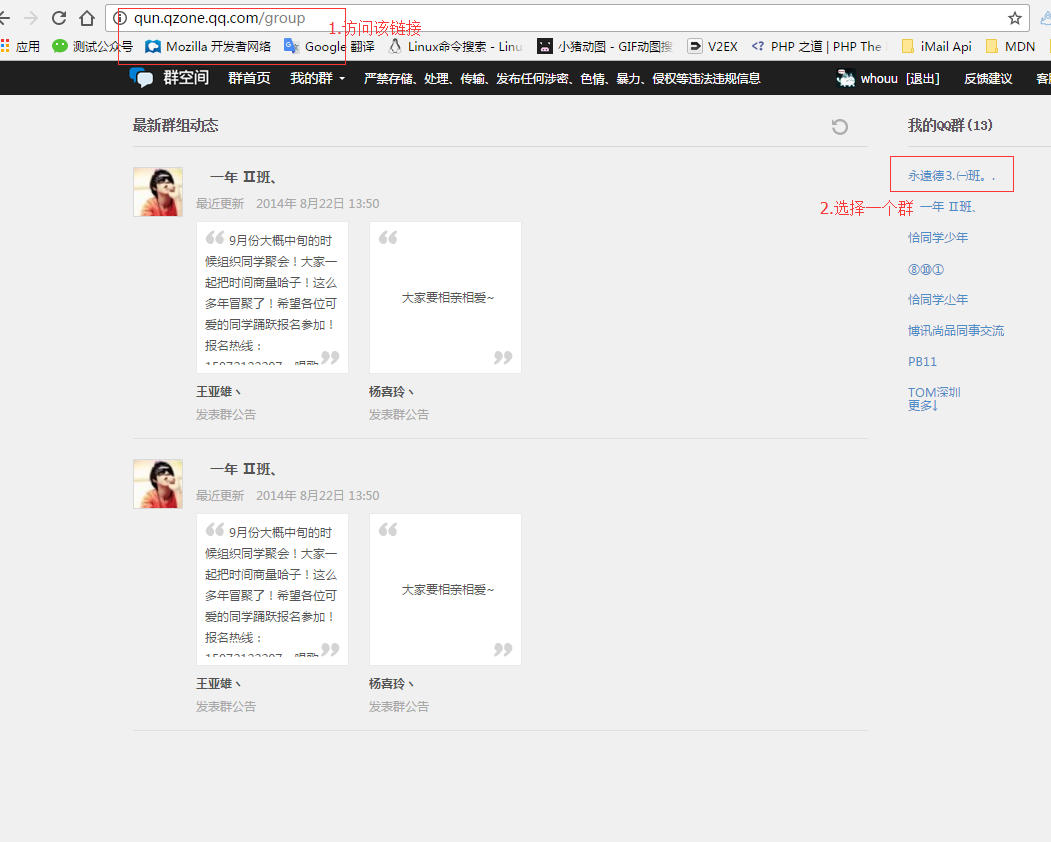 qun.qzone.qq.com/group
1.访问该链接
应用 测试公众号 Mozilla 开发者网络 Google 翻译 Linux命令搜索 - Linu 小猪动图 - GIF动图搜 V2EX PHP 之道 | PHP The iMail Api MDN
群空间 群首页 我的群 严禁存储、处理、传输、发布任何涉密、色情、暴力、侵权等违法违规信息 whouu [退出] 反馈建议 客
最新群组动态
我的QQ群(13)
永遠德3.㈠班。.
2.选择一个群
一年 Ⅱ班、
恰同学少年
⑧⑩①
恰同学少年
博讯尚品同事交流
PB11
TOM深圳
更多↓
一年 Ⅱ班、
最近更新 2014年 8月22日 13:50
9月份大概中旬的时
候组织同学聚会！大家一
起把时间商量哈子！这么
多年冒聚了！希望各位可
爱的同学踊跃报名参加！
报名热线：
大家要相亲相爱~
王亚雄丶
发表群公告
杨喜玲丶
发表群公告
一年 Ⅱ班、
最近更新 2014年 8月22日 13:50
9月份大概中旬的时
候组织同学聚会！大家一
起把时间商量哈子！这么
多年冒聚了！希望各位可
爱的同学踊跃报名参加！
报名热线：
大家要相亲相爱~
王亚雄丶
发表群公告
杨喜玲丶
发表群公告